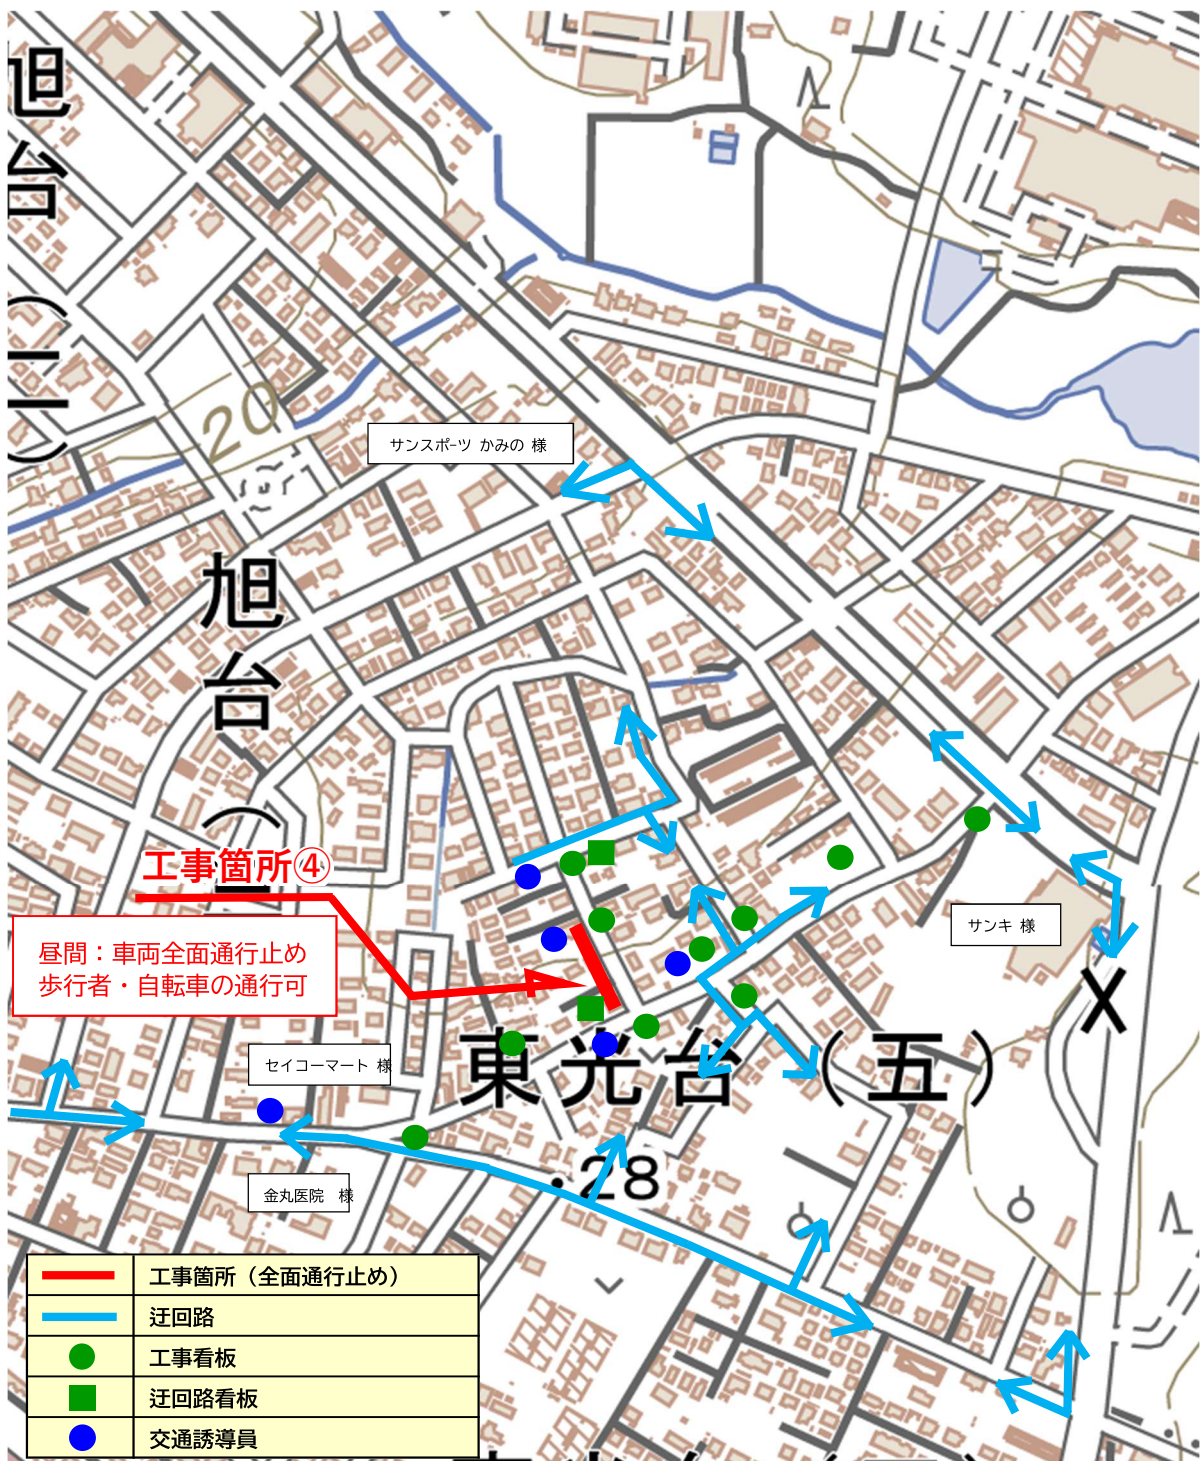 旭台(二)
20
サンスポーツ かみの 様
旭台(一)
工事箇所④
昼間：車両全面通行止め
歩行者・自転車の通行可
サンキ 様
東光台(五)
セイコーマート 様
・28
金丸医院 様
工事箇所（全面通行止め）
迂回路
工事看板
迂回路看板
交通誘導員